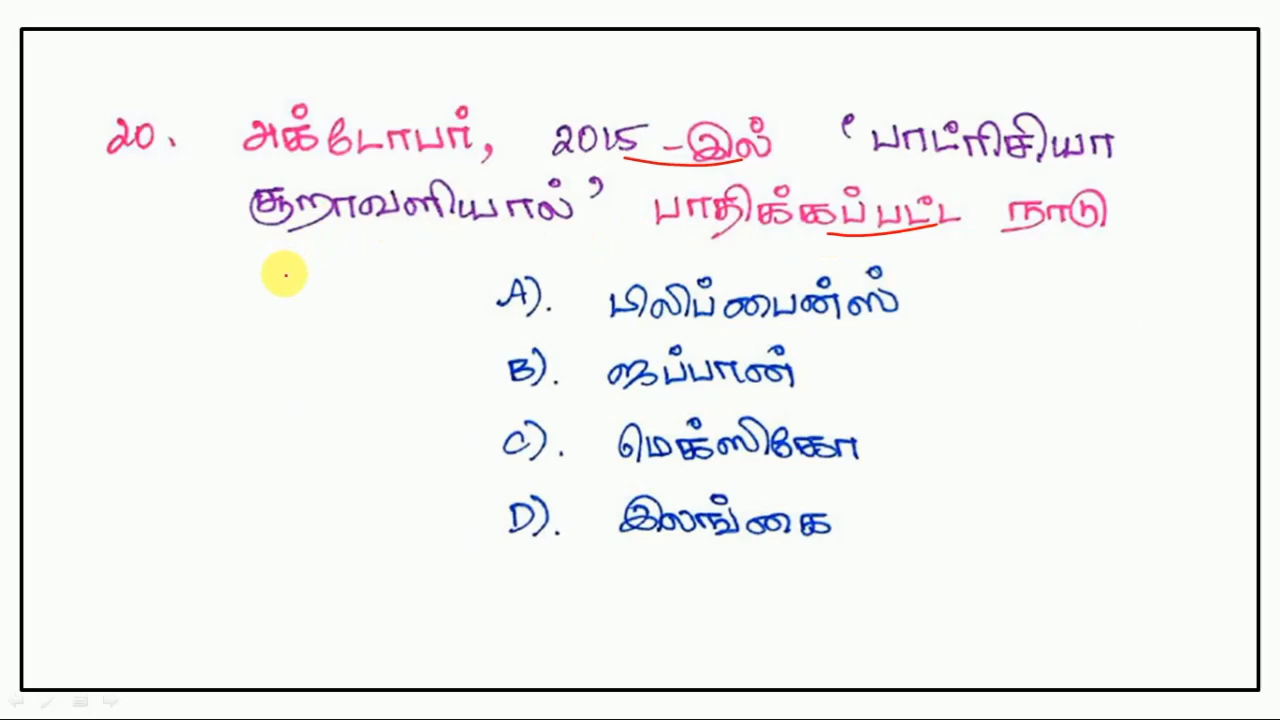 20. அக்டோபர், 2015 -இல் 'பாட்ரிசியா
சூறாவளியால்' பாதிக்கப்பட்ட நாடு
A). பிலிப்பைன்ஸ்
B). ஜப்பான்
C). மெக்ஸிகோ
D). இலங்கை